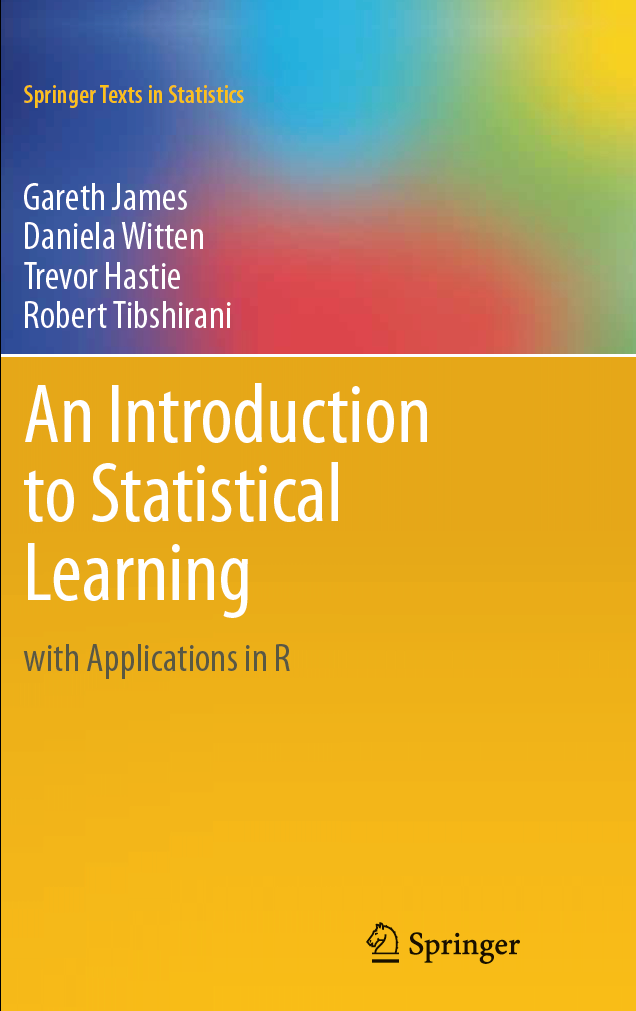 Springer Texts in Statistics
Gareth James
Daniela Witten
Trevor Hastie
Robert Tibshirani
An Introduction
to Statistical
Learning
with Applications in R
Springer